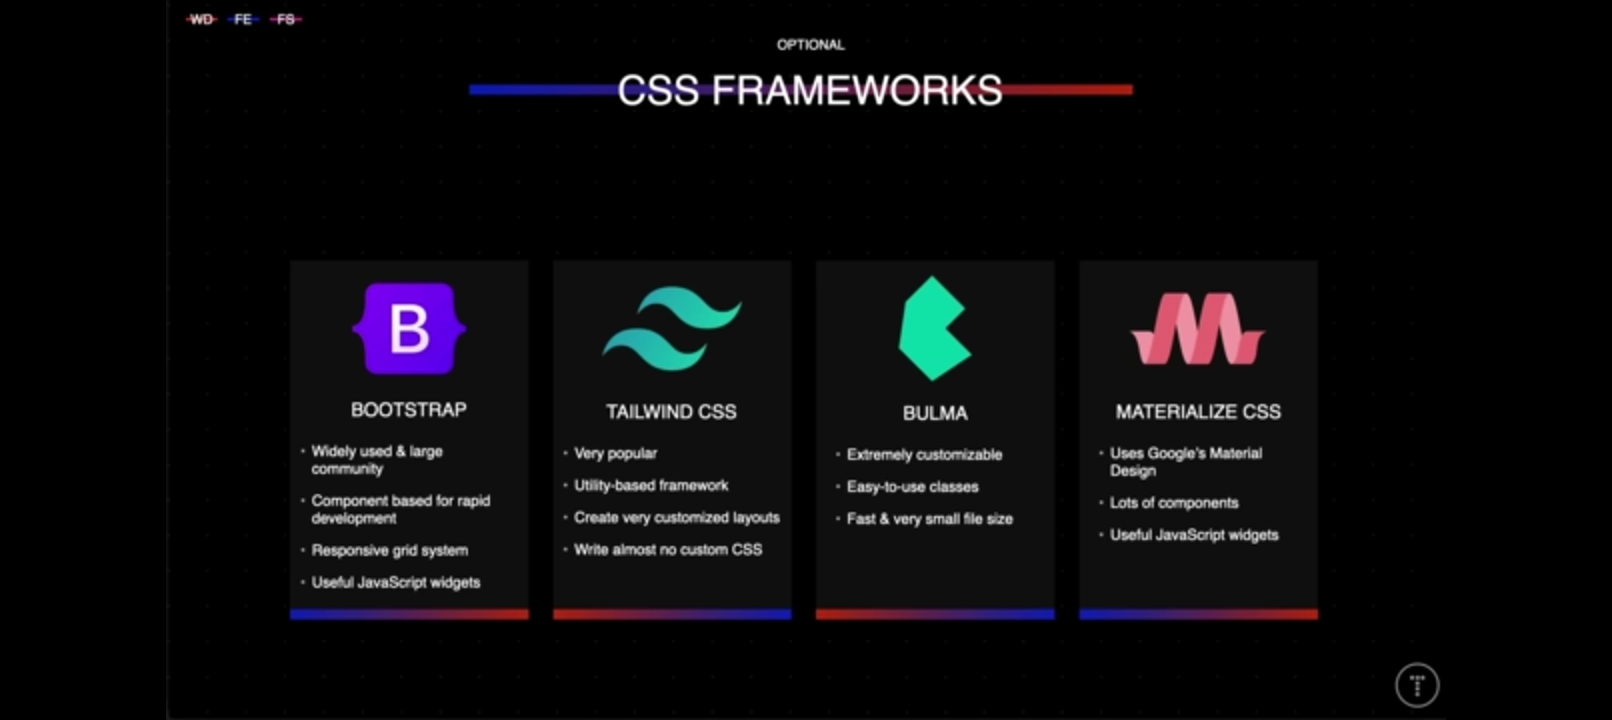 WD FE FS
OPTIONAL
CSS FRAMEWORKS
B
BOOTSTRAP
• Widely used & large
community
• Component based for rapid
development
• Responsive grid system
• Useful JavaScript widgets
TAILWIND CSS
• Very popular
• Utility-based framework
• Create very customized layouts
• Write almost no custom CSS
BULMA
• Extremely customizable
• Easy-to-use classes
• Fast & very small file size
MATERIALIZE CSS
• Uses Google's Material
Design
• Lots of components
• Useful JavaScript widgets
T